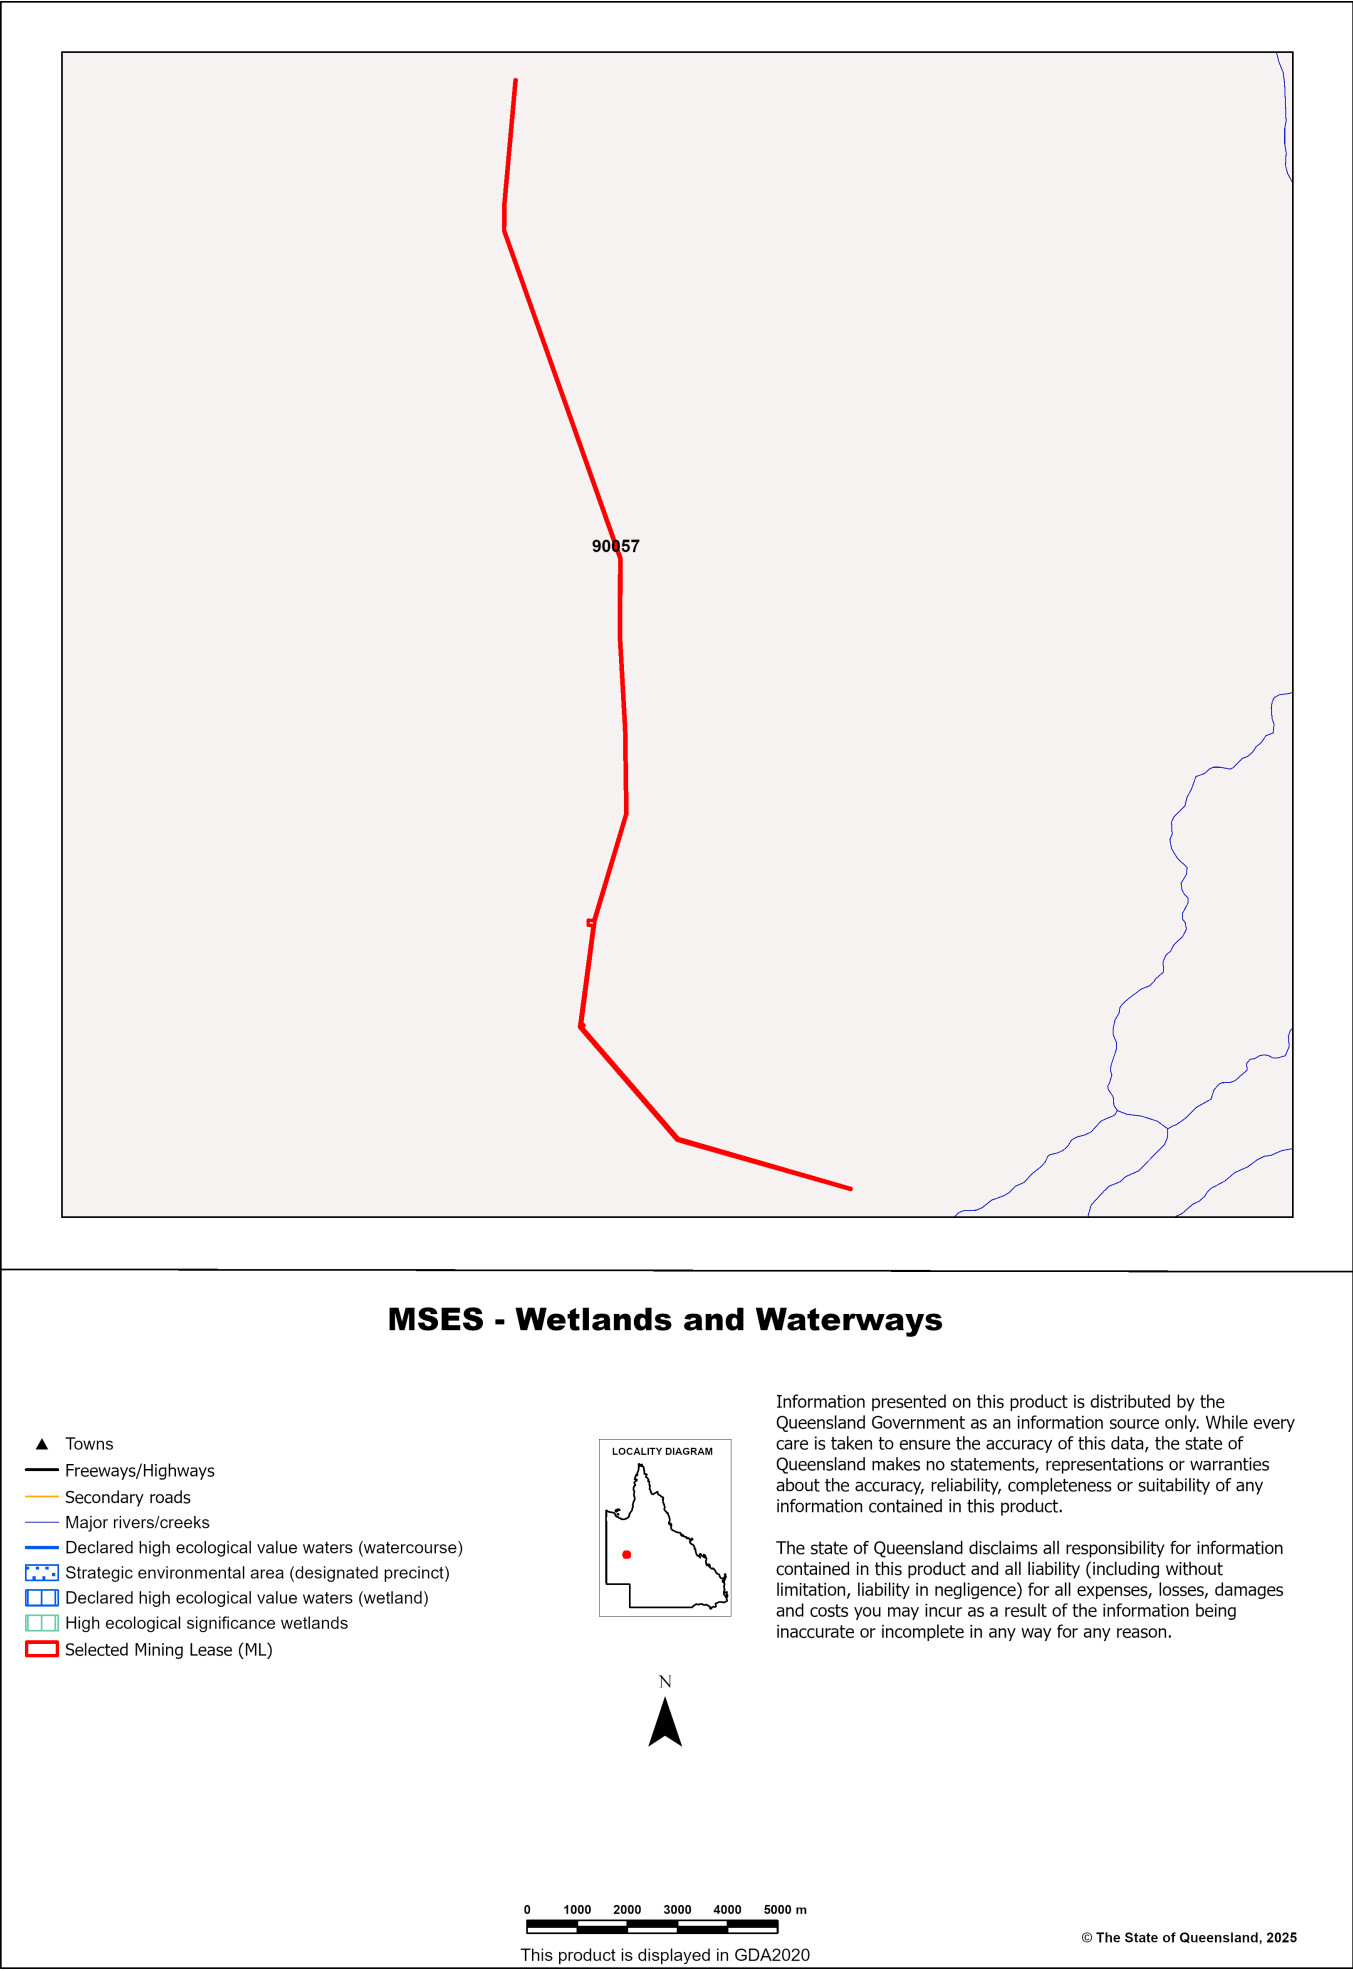 90057
MSES - Wetlands and Waterways
Towns
Freeways/Highways
Secondary roads
Major rivers/creeks
Declared high ecological value waters (watercourse)
Strategic environmental area (designated precinct)
Declared high ecological value waters (wetland)
High ecological significance wetlands
Selected Mining Lease (ML)
LOCALITY DIAGRAM
N
Information presented on this product is distributed by the
Queensland Government as an information source only. While every
care is taken to ensure the accuracy of this data, the state of
Queensland makes no statements, representations or warranties
about the accuracy, reliability, completeness or suitability of any
information contained in this product.
The state of Queensland disclaims all responsibility for information
contained in this product and all liability (including without
limitation, liability in negligence) for all expenses, losses, damages
and costs you may incur as a result of the information being
inaccurate or incomplete in any way for any reason.
0 1000 2000 3000 4000 5000 m
This product is displayed in GDA2020
© The State of Queensland, 2025